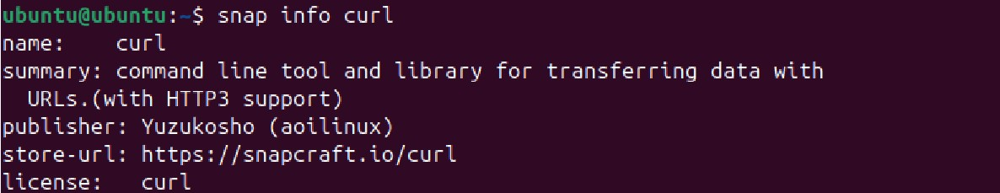 ubuntu@ubuntu:~$ snap info curl
name:    curl
summary: command line tool and library for transferring data with
  URLs.(with HTTP3 support)
publisher: Yuzukosho (aoilinux)
store-url: https://snapcraft.io/curl
license:   curl